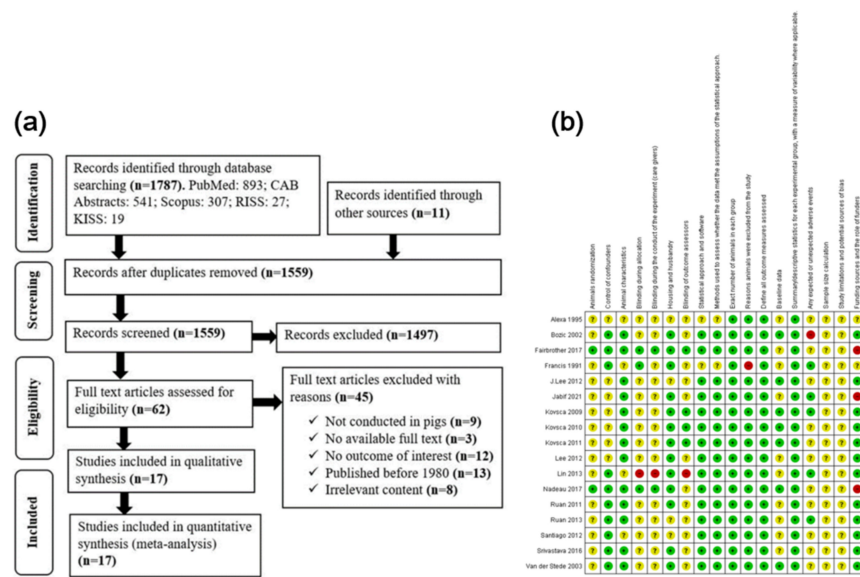 (a)
Identification
Records identified through database
searching (n=1787). PubMed: 893; CAB
Abstracts: 541; Scopus: 307; RISS: 27;
KISS: 19
Records identified through
other sources (n=11)
Screening
Records after duplicates removed (n=1559)
Records screened (n=1559)
Records excluded (n=1497)
Eligibility
Full text articles assessed for
eligibility (n=62)
Full text articles excluded with
reasons (n=45)
✓ Not conducted in pigs (n=9)
✓ No available full text (n=3)
✓ No outcome of interest (n=12)
✓ Published before 1980 (n=13)
✓ Irrelevant content (n=8)
Included
Studies included in qualitative
synthesis (n=17)
Studies included in quantitative
synthesis (meta-analysis)
(n=17)
(b)
Animals randomization
Control of confounders
Animal characteristics
Blinding during allocation
Blinding during the conduct of the experiment (care givers)
Housing and husbandry
Blinding of outcome assessors
Statistical approach and software
Methods used to assess whether the data met the assumptions of the statistical approach.
Exact number of animals in each group
Reasons animals were excluded from the study
Define all outcome measures assessed
Baseline data
Summary/descriptive statistics for each experimental group, with a measure of variability where applicable.
Any expected or unexpected adverse events
Sample size calculation
Study limitations and potential sources of bias
Funding sources and the role of funders
Alexa 1995
Bozic 2002
Fairbrother 2017
Francis 1891
J.Lee 2012
Jabif 2021
Kovsca 2009
Kovsca 2010
Kovsca 2011
Lee 2012
Lin 2013
Nadeau 2017
Ruan 2011
Ruan 2013
Santiago 2012
Srivastava 2016
Van der Stede 2003